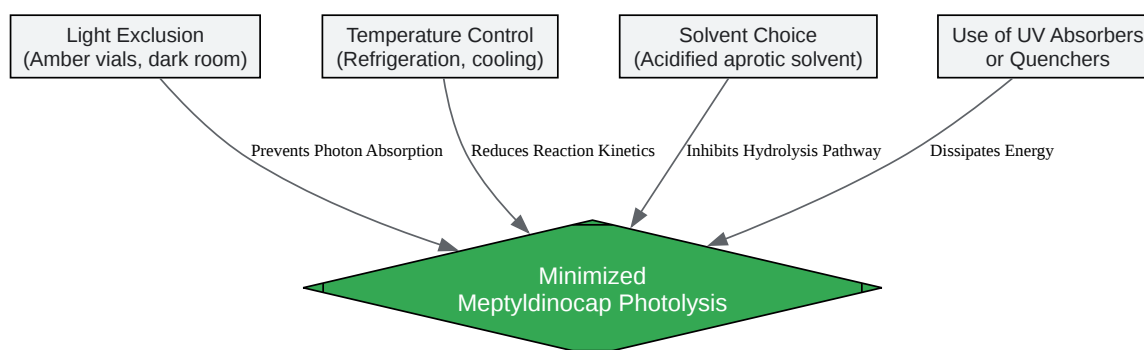 Light Exclusion
(Amber vials, dark room)
Temperature Control
(Refrigeration, cooling)
Solvent Choice
(Acidified aprotic solvent)
Use of UV Absorbers
or Quenchers
Prevents Photon Absorption
Reduces Reaction Kinetics
Inhibits Hydrolysis Pathway
Dissipates Energy
Minimized
Meptyldinocap Photolysis